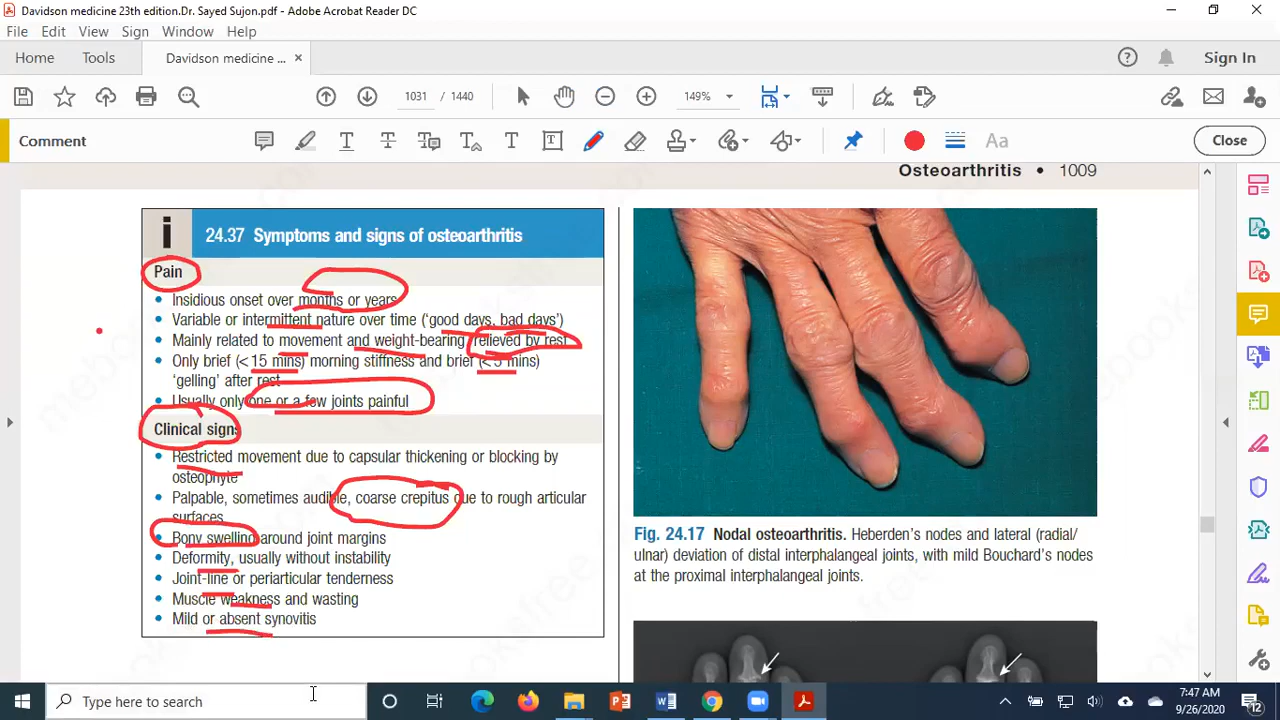 Davidson medicine 23th edition.Dr. Sayed Sujon.pdf - Adobe Acrobat Reader DC
File Edit View Sign Window Help
Home Tools Davidson medicine ... × Sign In
1031 / 1440 149%
Comment Aa Close
Osteoarthritis • 1009
i 24.37 Symptoms and signs of osteoarthritis
Pain
• Insidious onset over months or years
• Variable or intermittent nature over time (‘good days, bad days’)
• Mainly related to movement and weight-bearing, relieved by rest
• Only brief (<15 mins) morning stiffness and brief (<5 mins)
‘gelling’ after rest
• Usually only one or a few joints painful
Clinical signs
• Restricted movement due to capsular thickening or blocking by
osteophyte
• Palpable, sometimes audible, coarse crepitus due to rough articular
surfaces
• Bony swelling around joint margins
• Deformity, usually without instability
• Joint-line or periarticular tenderness
• Muscle weakness and wasting
• Mild or absent synovitis
Fig. 24.17 Nodal osteoarthritis. Heberden’s nodes and lateral (radial/
ulnar) deviation of distal interphalangeal joints, with mild Bouchard’s nodes
at the proximal interphalangeal joints.
Type here to search
7:47 AM
9/26/2020
12